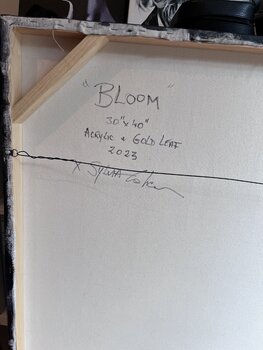 "BLOOM"
30"x40"
ACRYLIC & GOLD LEAF
2023
X